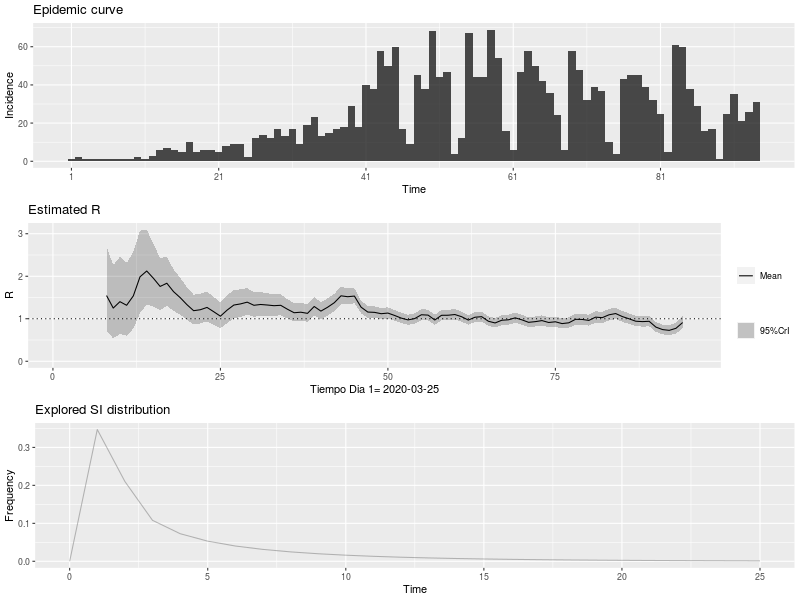 Epidemic curve
60
40
20
0
Incidence
1
21
41
61
81
Time
Estimated R
3
2
1
0
R
0
25
50
75
Tiempo Dia 1= 2020-03-25
Mean
95%CrI
Explored SI distribution
0.3
0.2
0.1
0.0
Frequency
0
5
10
15
20
25
Time